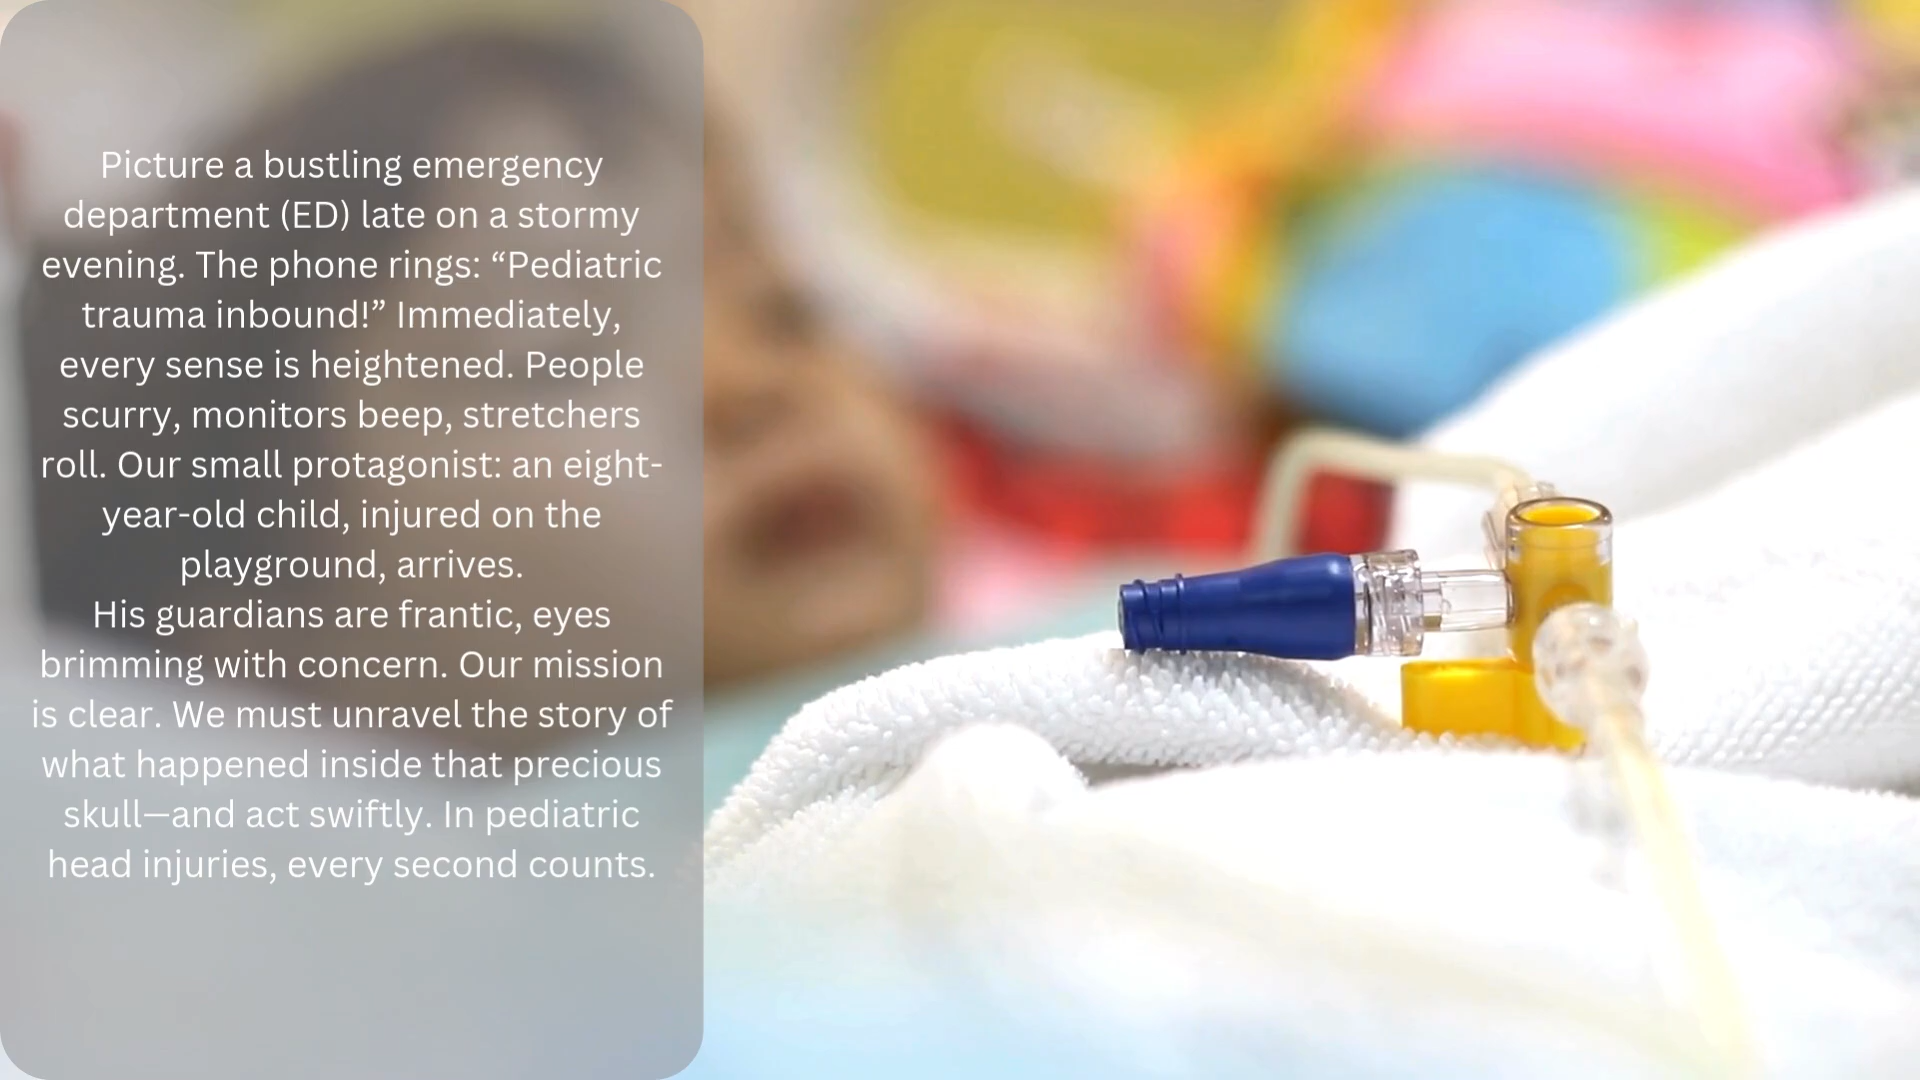 Picture a bustling emergency
department (ED) late on a stormy
evening. The phone rings: “Pediatric
trauma inbound!” Immediately,
every sense is heightened. People
scurry, monitors beep, stretchers
roll. Our small protagonist: an eight-
year-old child, injured on the
playground, arrives.
His guardians are frantic, eyes
brimming with concern. Our mission
is clear. We must unravel the story of
what happened inside that precious
skull—and act swiftly. In pediatric
head injuries, every second counts.